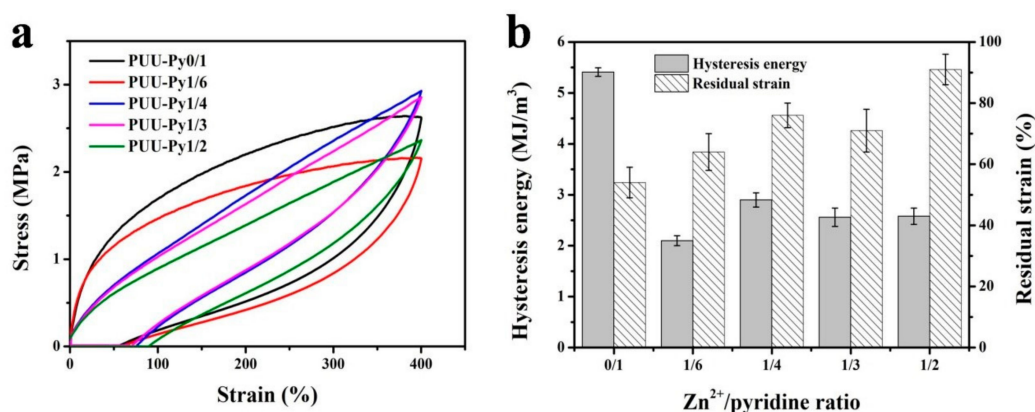 a
PUU-Py0/1
PUU-Py1/6
PUU-Py1/4
PUU-Py1/3
PUU-Py1/2
Stress (MPa)
3
2
1
0
0 100 200 300 400
Strain (%)
b
Hysteresis energy
Residual strain
Hysteresis energy (MJ/m³)
6
5
4
3
2
1
0
100
80
60
40
20
0
Residual strain (%)
0/1 1/6 1/4 1/3 1/2
Zn²⁺/pyridine ratio